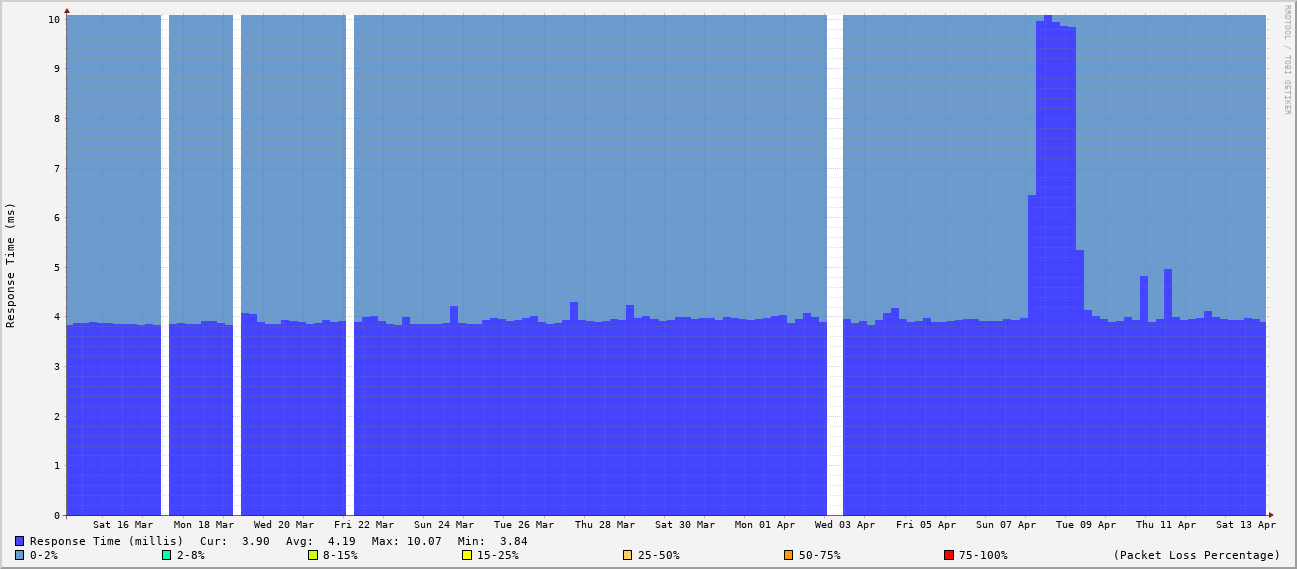 RRDTOOL / TOBI OETIKER
Response Time (ms)
10
9
8
7
6
5
4
3
2
1
0
Sat 16 Mar Mon 18 Mar Wed 20 Mar Fri 22 Mar Sun 24 Mar Tue 26 Mar Thu 28 Mar Sat 30 Mar Mon 01 Apr Wed 03 Apr Fri 05 Apr Sun 07 Apr Tue 09 Apr Thu 11 Apr Sat 13 Apr
Response Time (millis) Cur: 3.90 Avg: 4.19 Max: 10.07 Min: 3.84
0-2% 2-8% 8-15% 15-25% 25-50% 50-75% 75-100% (Packet Loss Percentage)